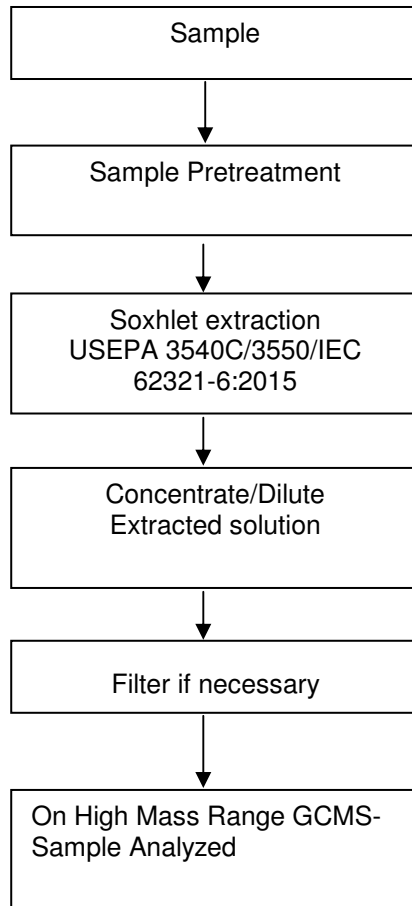 Sample
Sample Pretreatment
Soxhlet extraction
USEPA 3540C/3550/IEC
62321-6:2015
Concentrate/Dilute
Extracted solution
Filter if necessary
On High Mass Range GCMS-
Sample Analyzed